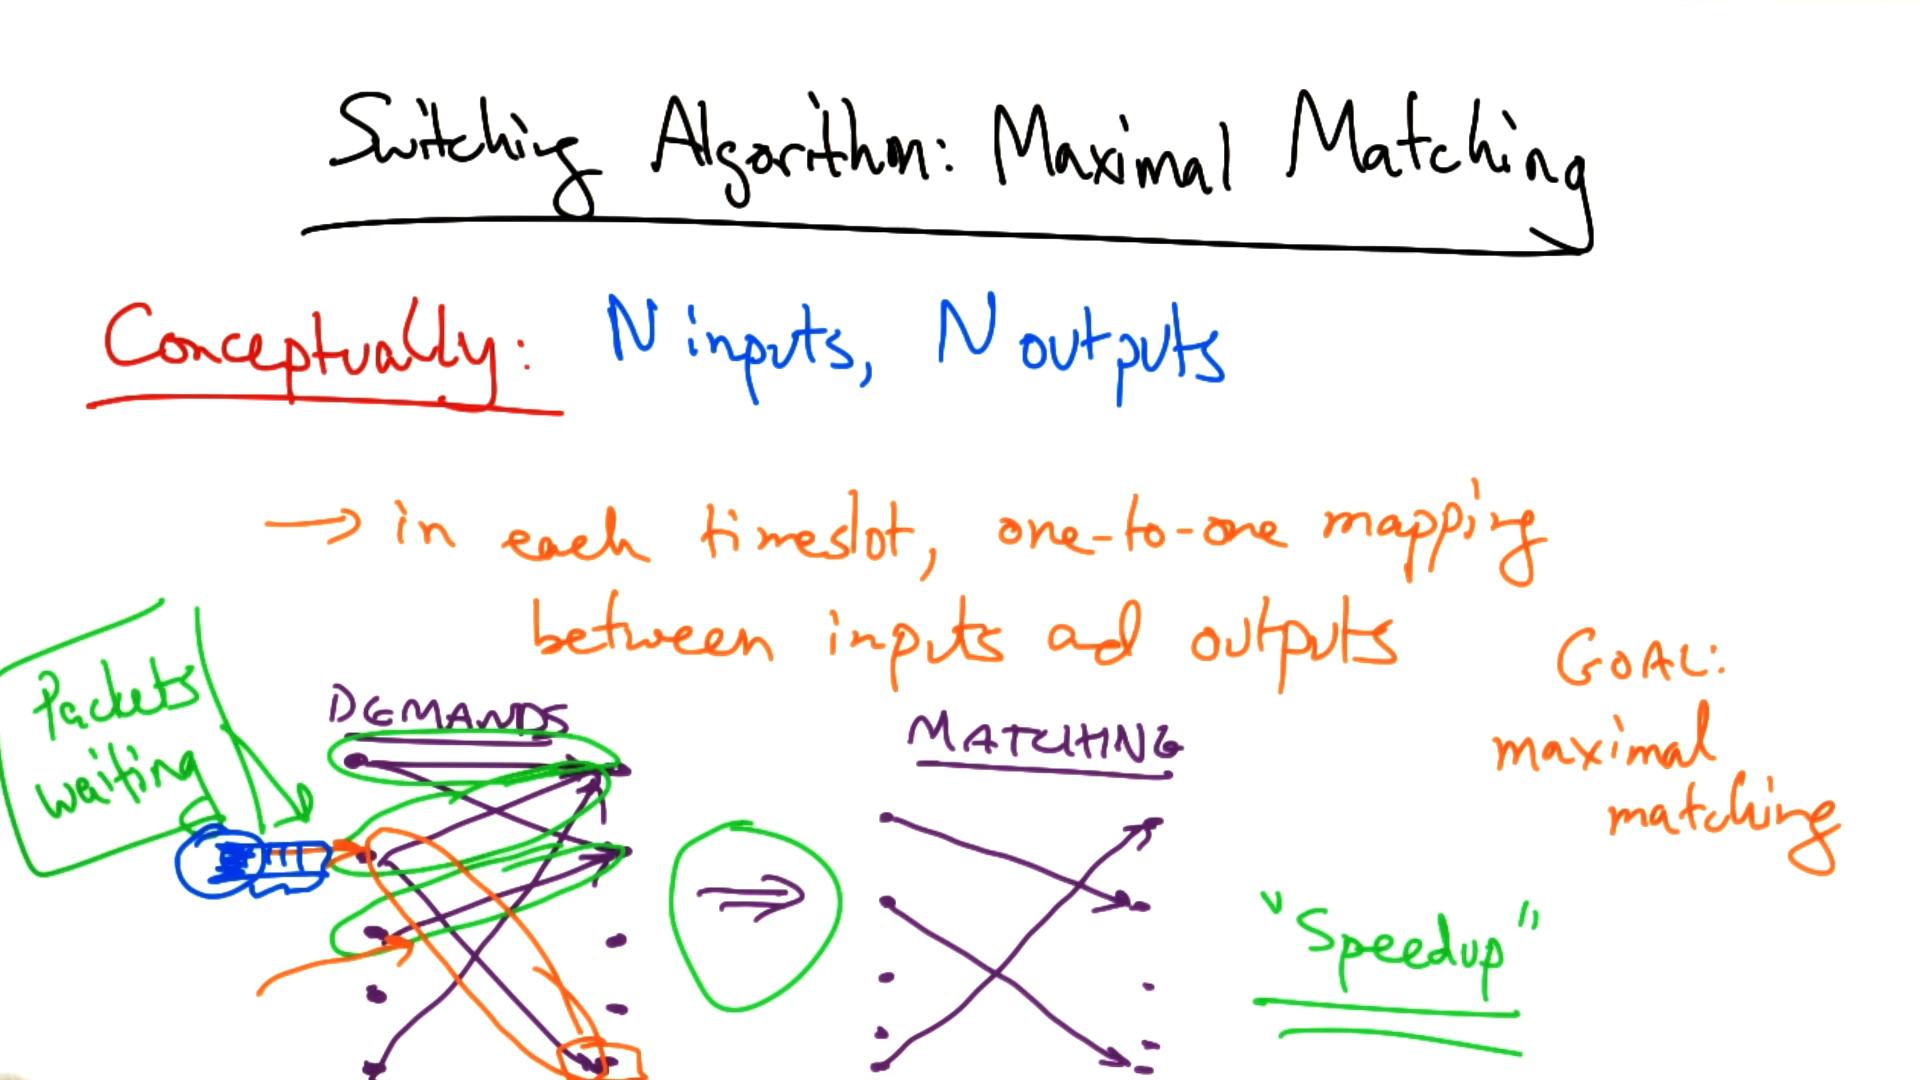 Switching Algorithm: Maximal Matching
Conceptually: N inputs, N outputs
→ in each timeslot, one-to-one mapping
between inputs ad outputs
Packets
waiting
DEMANDS
MATCHING
GOAL:
maximal
matching
"Speedup"